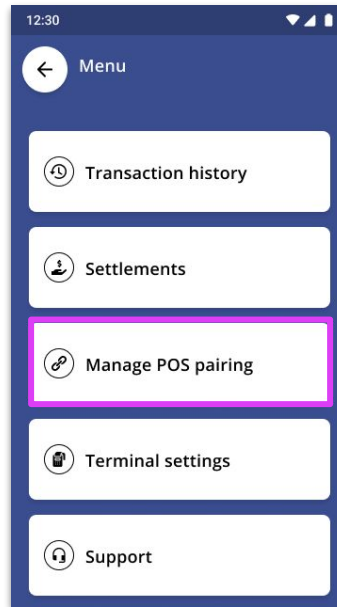 12:30
Menu
Transaction history
Settlements
Manage POS pairing
Terminal settings
Support